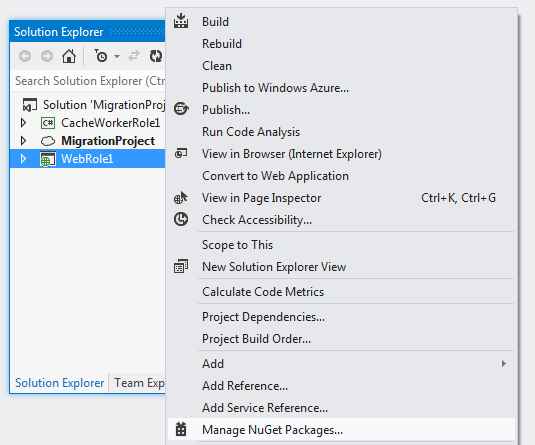 Solution Explorer
Search Solution Explorer (Ctr
Solution 'MigrationProj
C# CacheWorkerRole1
MigrationProject
WebRole1
Solution Explorer
Team Exp
Build
Rebuild
Clean
Publish to Windows Azure...
Publish...
Run Code Analysis
View in Browser (Internet Explorer)
Convert to Web Application
View in Page Inspector Ctrl+K, Ctrl+G
Check Accessibility...
Scope to This
New Solution Explorer View
Calculate Code Metrics
Project Dependencies...
Project Build Order...
Add
Add Reference...
Add Service Reference...
Manage NuGet Packages...